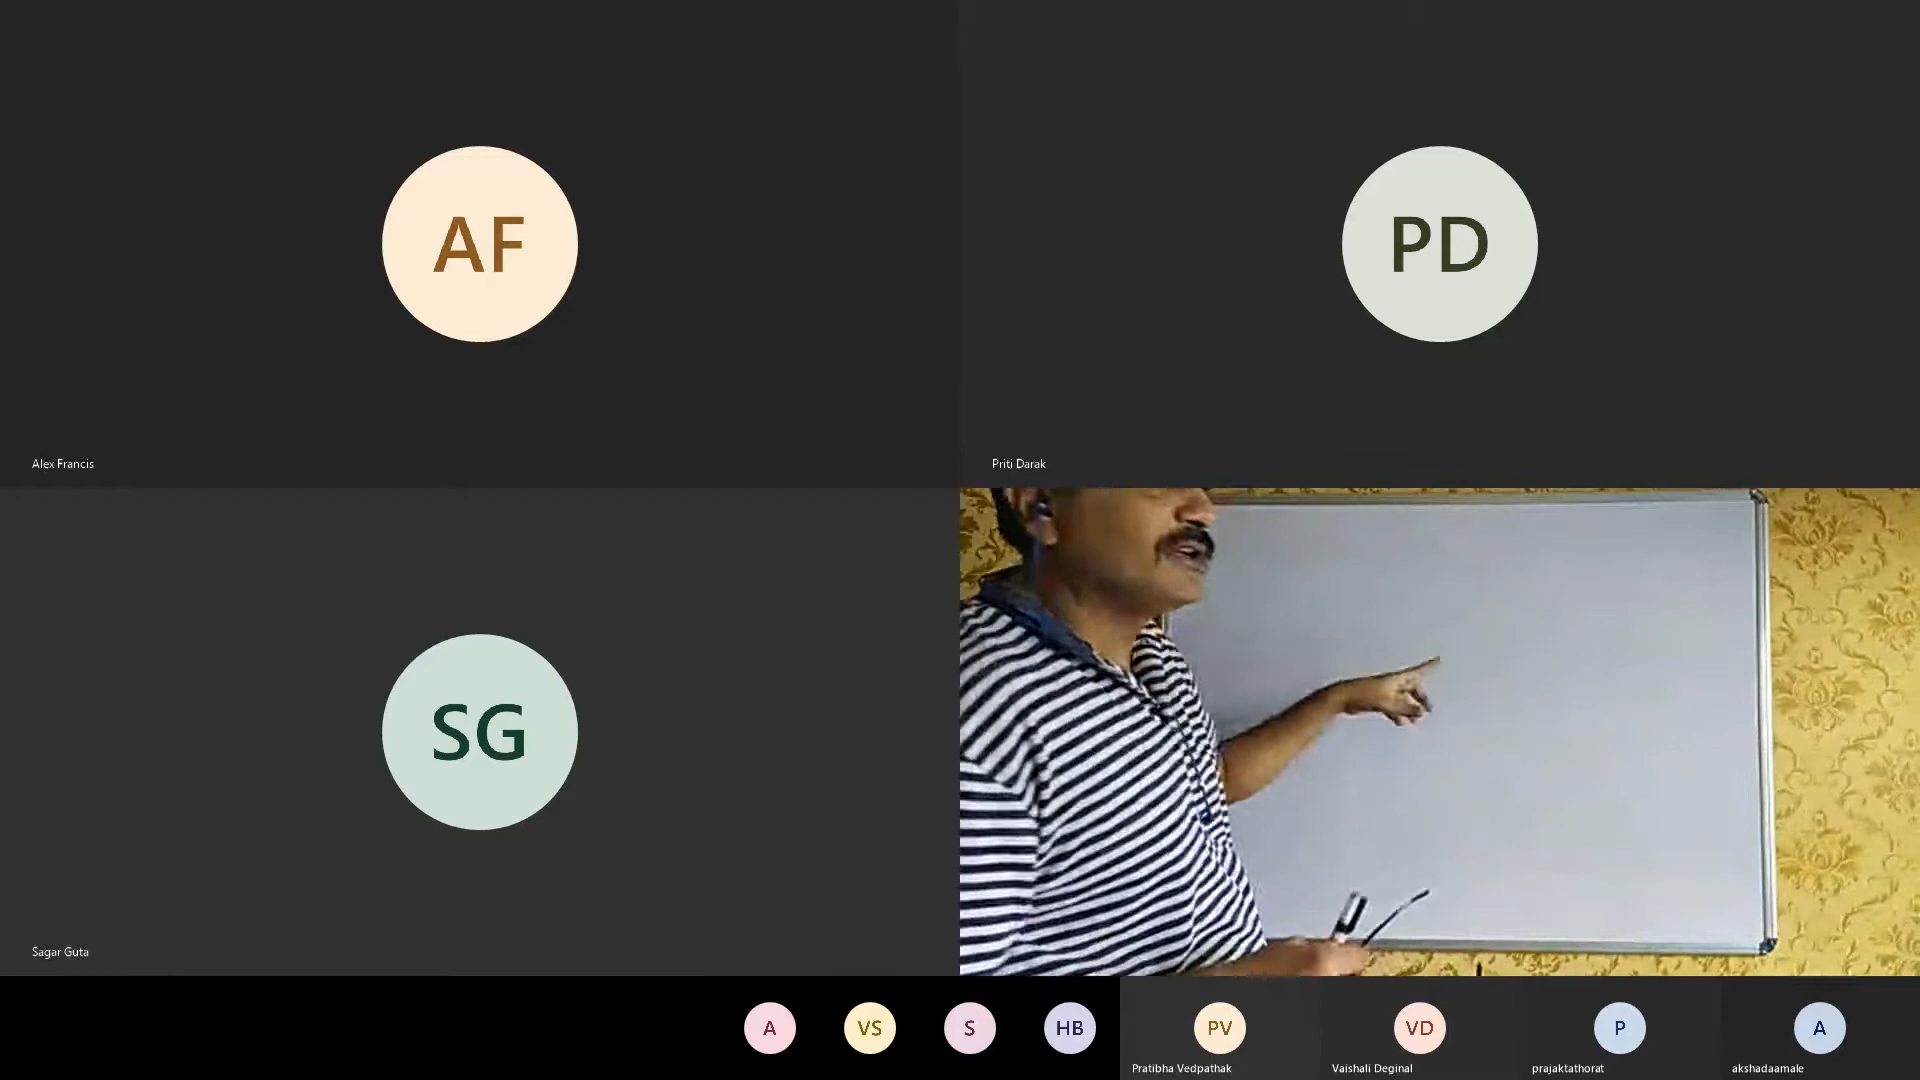 AF
Alex Francis
PD
Priti Darak
SG
Sagar Guta
A
VS
S
HB
PV
Pratibha Vedpathak
VD
Vaishali Deginal
P
prajaktathorat
A
akshadaamale